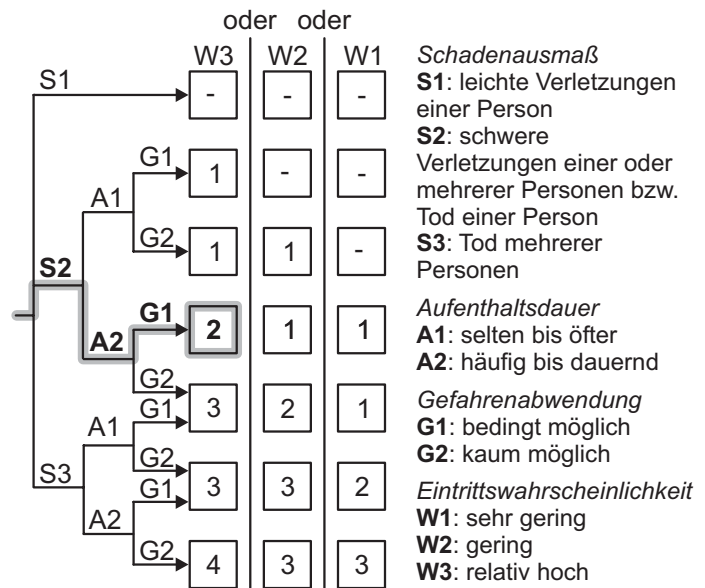 oder oder
W3 W2 W1
S1
- - -
G1
1 - -
A1
G2
1 1 -
S2
G1
2 1 1
A2
G2
3 2 1
G1
A1
G2
S3
3 3 2
G1
A2
G2
4 3 3
Schadenausmaß
S1: leichte Verletzungen
einer Person
S2: schwere
Verletzungen einer oder
mehrerer Personen bzw.
Tod einer Person
S3: Tod mehrerer
Personen
Aufenthaltsdauer
A1: selten bis öfter
A2: häufig bis dauernd
Gefahrenabwendung
G1: bedingt möglich
G2: kaum möglich
Eintrittswahrscheinlichkeit
W1: sehr gering
W2: gering
W3: relativ hoch